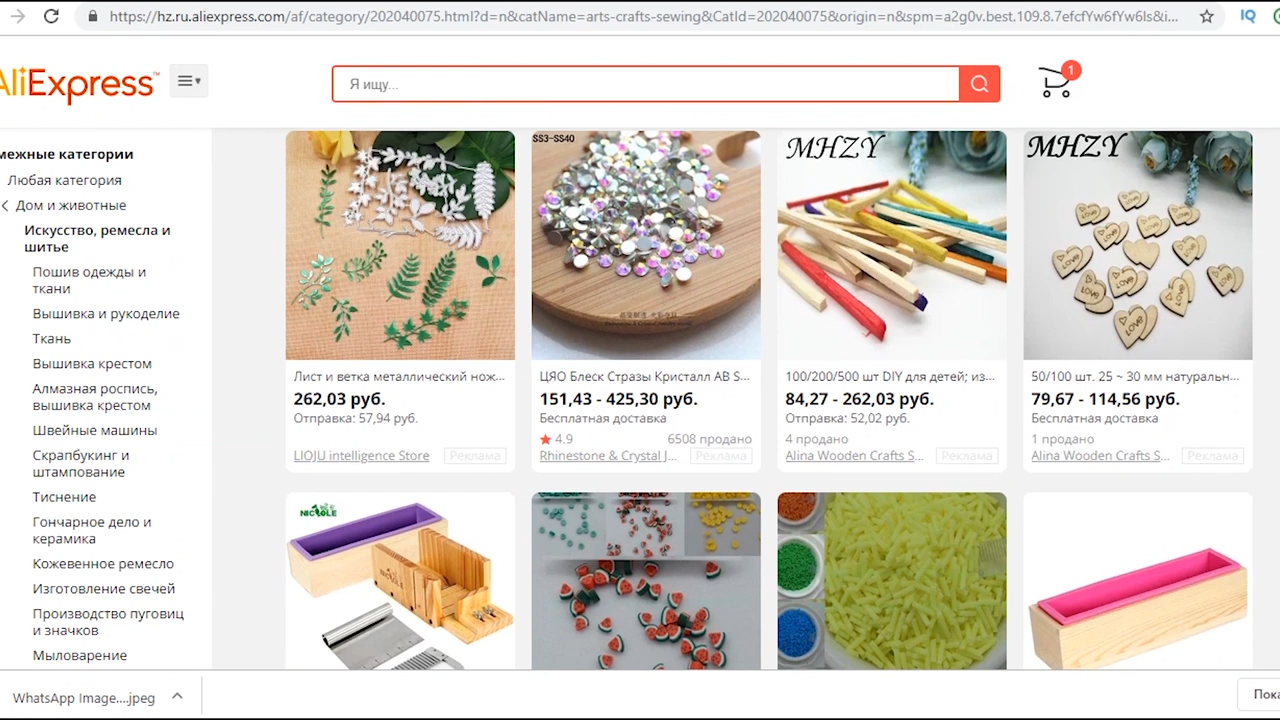 https://hz.ru.aliexpress.com/af/category/202040075.html?d=n&catName=arts-crafts-sewing&CatId=202040075&origin=n&spm=a2g0v.best.109.8.7efcfYw6fYw6ls&i...
IQ
AliExpress™
Я ищу...
1
межные категории
Любая категория
Дом и животные
Искусство, ремесла и
шитье
Пошив одежды и
ткани
Вышивка и рукоделие
Ткань
Вышивка крестом
Алмазная роспись,
вышивка крестом
Швейные машины
Скрапбукинг и
штампование
Тиснение
Гончарное дело и
керамика
Кожевенное ремесло
Изготовление свечей
Производство пуговиц
и значков
Мыловарение
Лист и ветка металлический нож...
262,03 руб.
Отправка: 57,94 руб.
LIOJU intelligence Store
Реклама
SS3-SS40
ЦЯО Блеск Стразы Кристалл AB S...
151,43 - 425,30 руб.
Бесплатная доставка
4.9
6508 продано
Rhinestone & Crystal J...
Реклама
MHZY
100/200/500 шт DIY для детей; из...
84,27 - 262,03 руб.
Отправка: 52,02 руб.
4 продано
Alina Wooden Crafts S...
Реклама
MHZY
LOVE
50/100 шт. 25 ~ 30 мм натуральн...
79,67 - 114,56 руб.
Бесплатная доставка
1 продано
Alina Wooden Crafts S...
Реклама
NICOLE
NICOLE
WhatsApp Image....jpeg
Пока